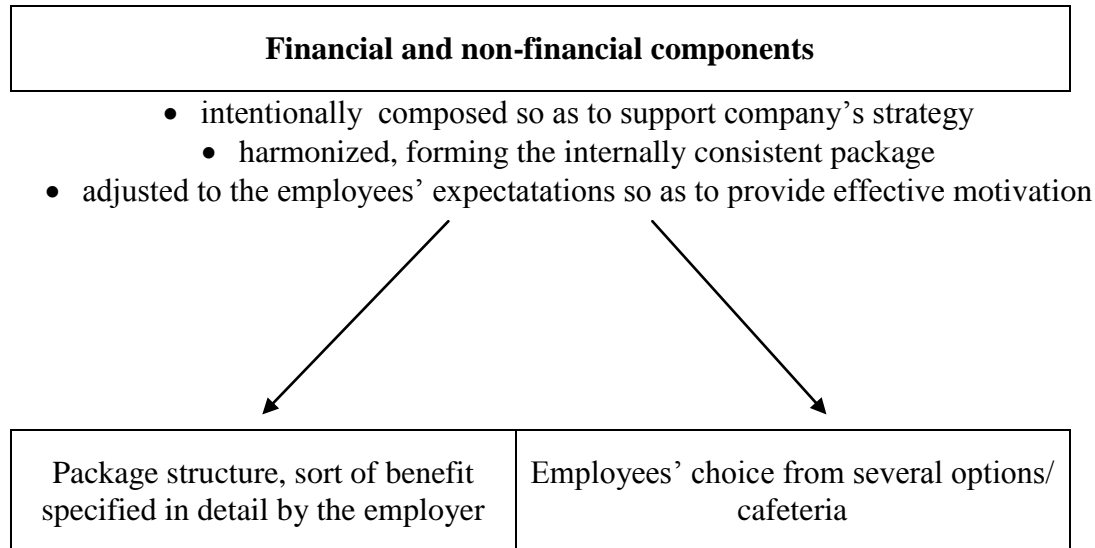 Financial and non-financial components
• intentionally composed so as to support company's strategy
• harmonized, forming the internally consistent package
• adjusted to the employees' expectatations so as to provide effective motivation
Package structure, sort of benefit
specified in detail by the employer
Employees' choice from several options/
cafeteria